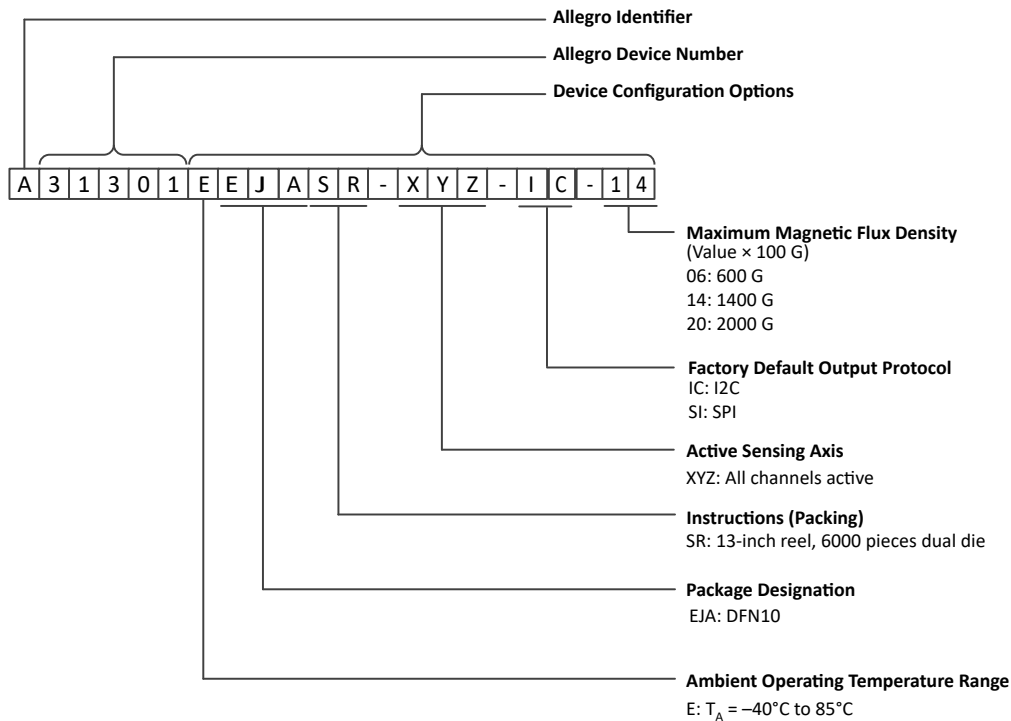 Allegro Identifier
Allegro Device Number
Device Configuration Options
A 3 1 3 0 1 E E J A S R - X Y Z - I C - 1 4
Maximum Magnetic Flux Density
(Value × 100 G)
06: 600 G
14: 1400 G
20: 2000 G
Factory Default Output Protocol
IC: I2C
SI: SPI
Active Sensing Axis
XYZ: All channels active
Instructions (Packing)
SR: 13-inch reel, 6000 pieces dual die
Package Designation
EJA: DFN10
Ambient Operating Temperature Range
E: T_A = –40°C to 85°C